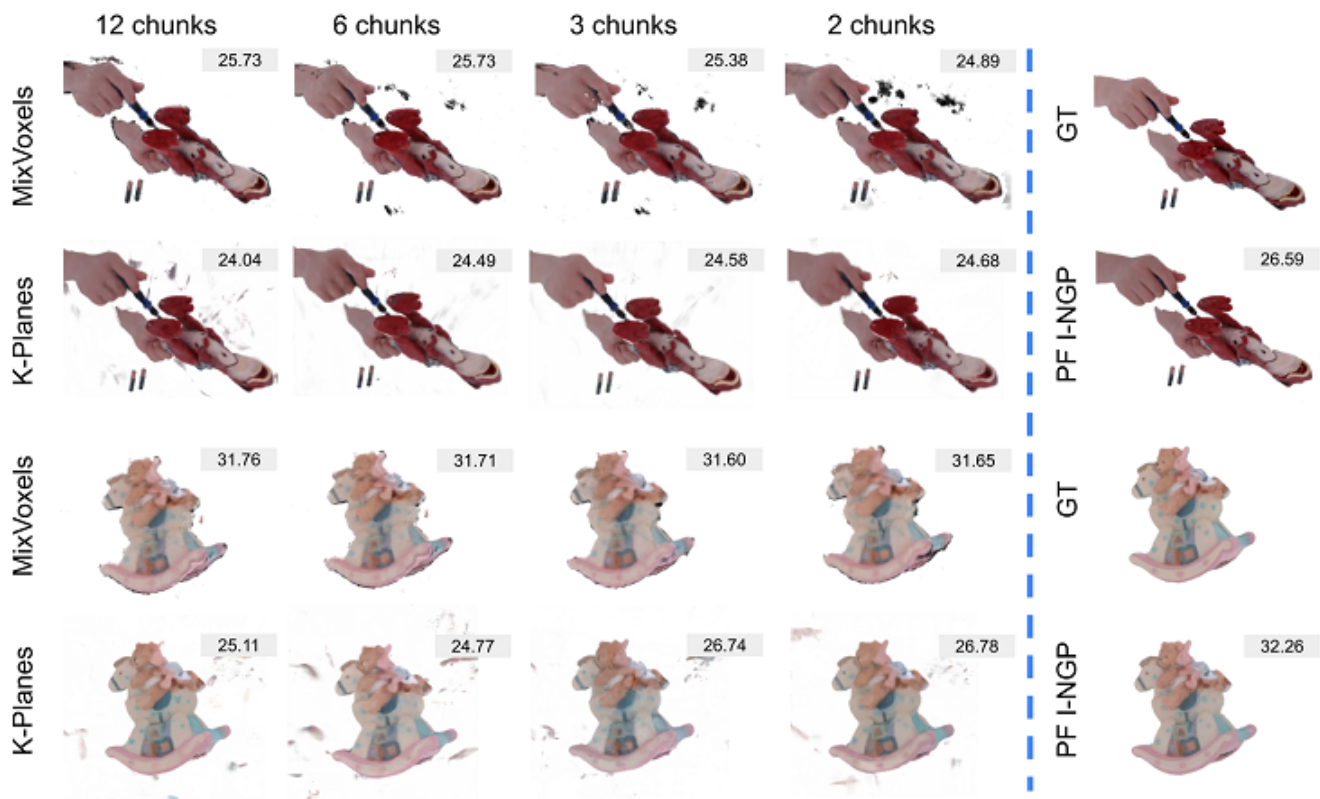 12 chunks 6 chunks 3 chunks 2 chunks
MixVoxels 25.73 25.73 25.38 24.89 GT
K-Planes 24.04 24.49 24.58 24.68 PF I-NGP 26.59
MixVoxels 31.76 31.71 31.60 31.65 GT
K-Planes 25.11 24.77 26.74 26.78 PF I-NGP 32.26